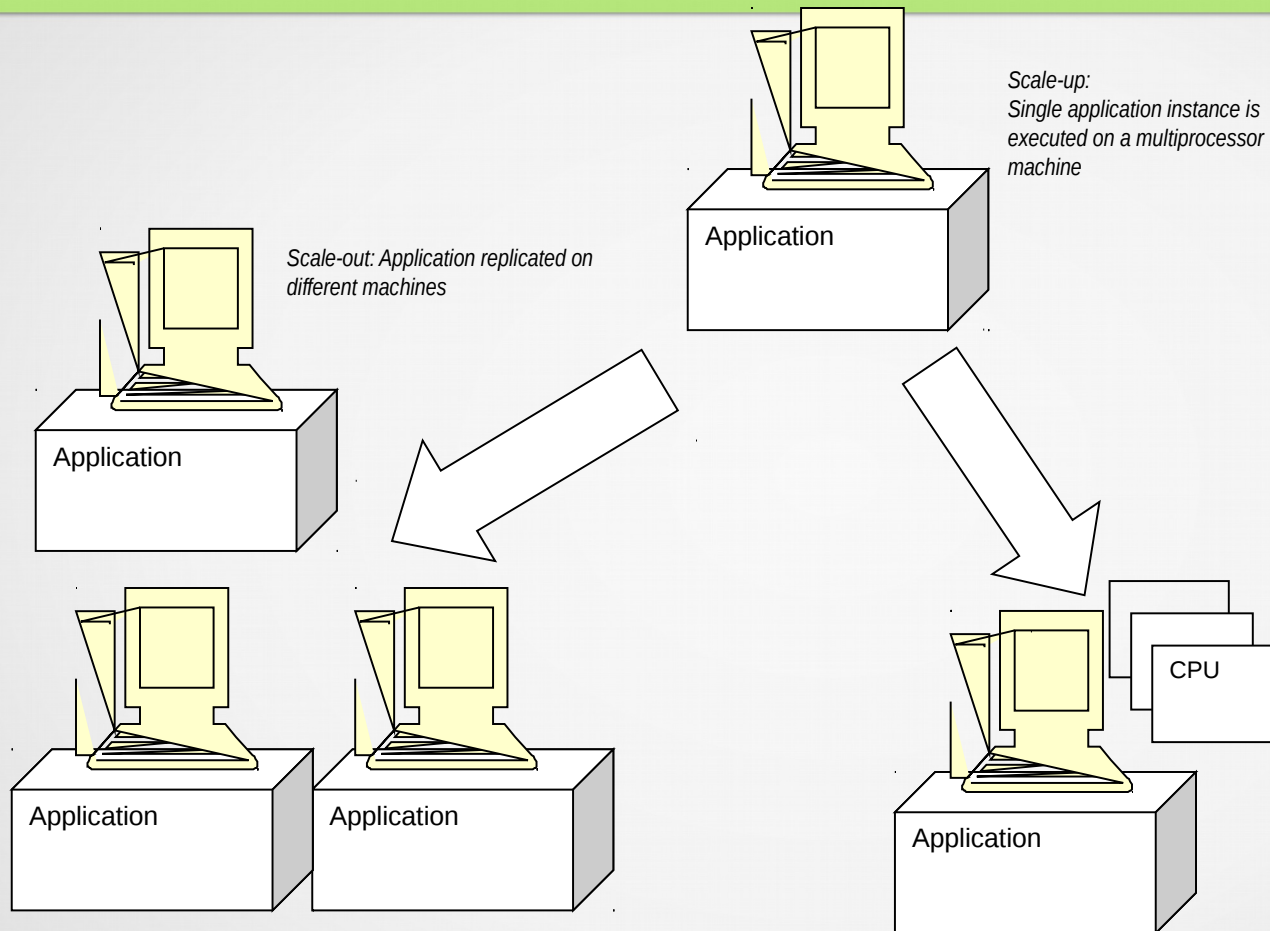 Scale-up:
Single application instance is
executed on a multiprocessor
machine
Application
Scale-out: Application replicated on
different machines
Application
CPU
Application
Application
Application